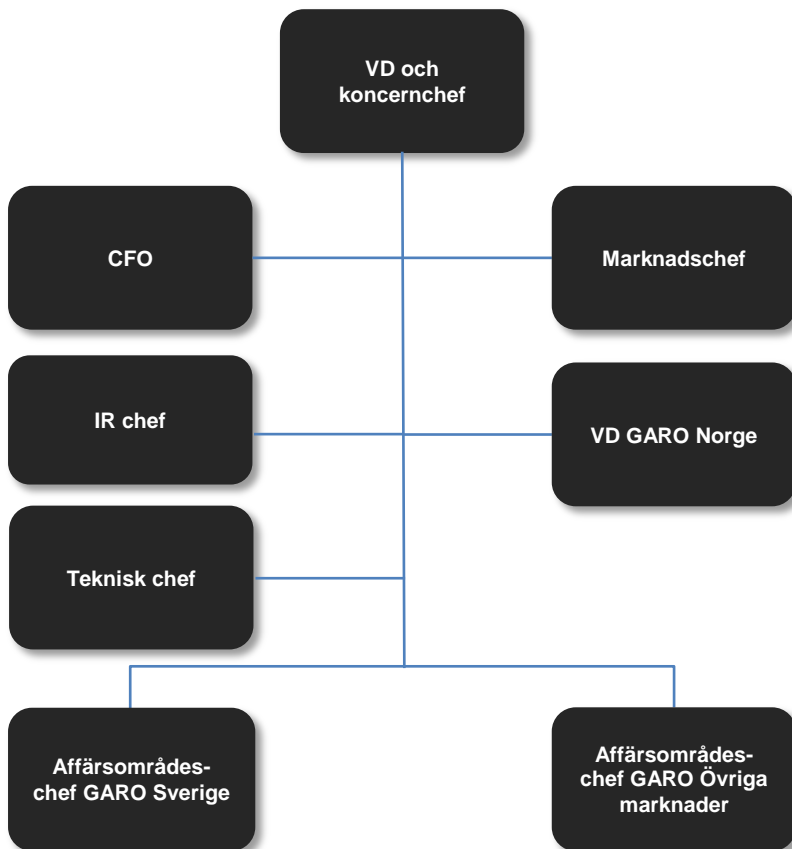 VD och
koncernchef
CFO
Marknadschef
IR chef
VD GARO Norge
Teknisk chef
Affärsområdes-
chef GARO Sverige
Affärsområdes-
chef GARO Övriga
marknader